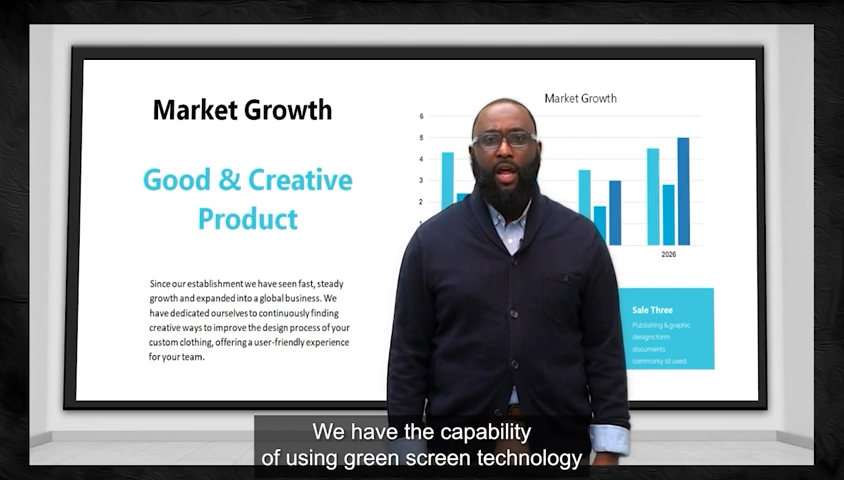 Market Growth
Good & Creative
Product
Since our establishment we have seen fast, steady
growth and expanded into a global business. We
have dedicated ourselves to continuously finding
creative ways to improve the design process of your
custom clothing, offering a user-friendly experience
for your team.
Market Growth
6
5
4
3
2
1
2026
Sale Three
Publishing & graphic
designs form
documents
commonly sit used.
We have the capability
of using green screen technology